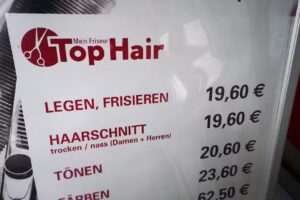 Mein Friseur
Top Hair
LEGEN, FRISIEREN 19,60 €
HAARSCHNITT 19,60 €
trocken / nass (Damen + Herren)
20,60 €
TÖNEN 23,60 €
FÄRBEN 62,50 €